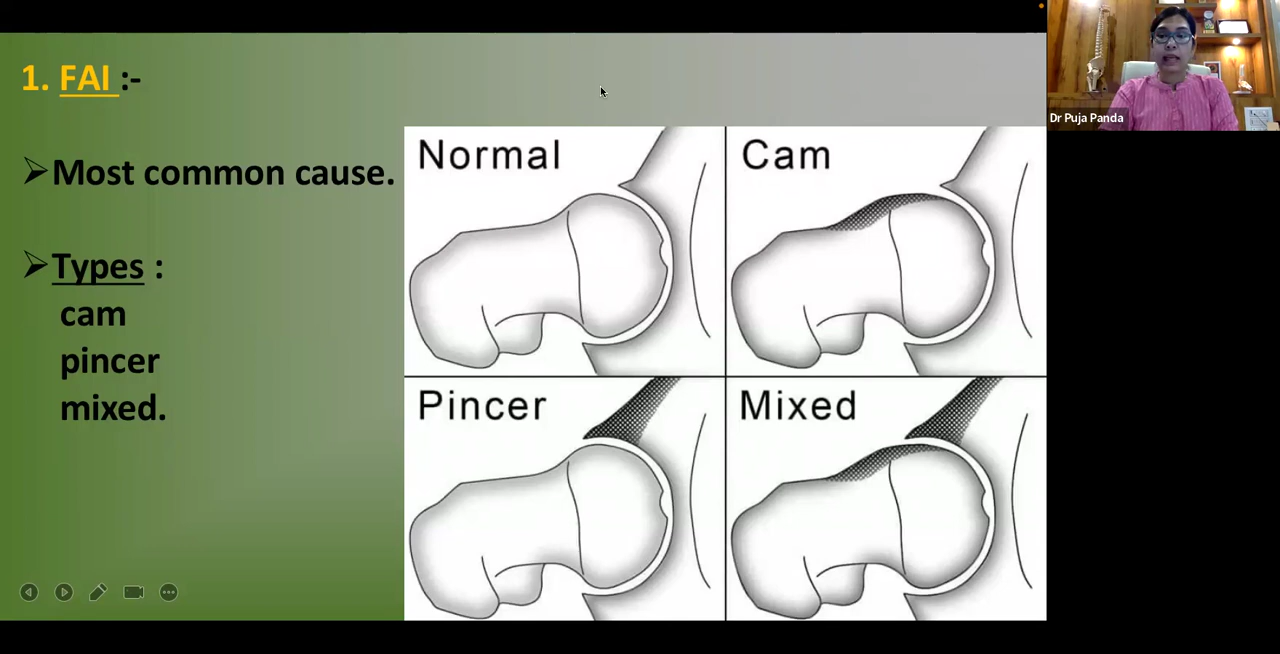 1. FAI :-
Most common cause.
Types :
cam
pincer
mixed.
Normal
Cam
Pincer
Mixed
Dr Puja Panda